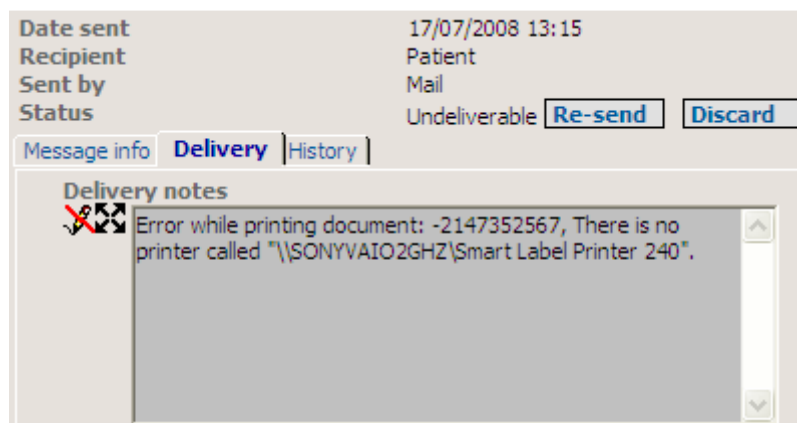 Date sent 17/07/2008 13:15
Recipient Patient
Sent by Mail
Status Undeliverable Re-send Discard
Message info Delivery History
Delivery notes
Error while printing document: -2147352567, There is no
printer called "\\SONYVAIO2GHZ\Smart Label Printer 240".